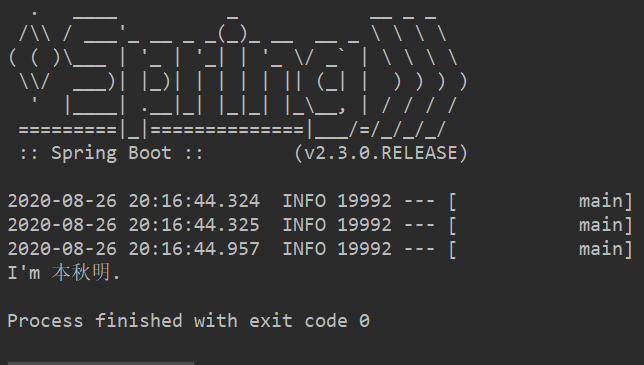 .   ____          _            __ _ _
 /\\ / ___'_ __ _ _(_)_ __  __ _ \ \ \ \
( ( )\___ | '_ | '_| | '_ \/ _` | \ \ \ \
 \\/  ___)| |_)| | | | | || (_| |  ) ) ) )
  '  |____| .__|_| |_|_| |_\__, | / / / /
 =========|_|==============|___/=/_/_/_/
 :: Spring Boot ::        (v2.3.0.RELEASE)
2020-08-26 20:16:44.324  INFO 19992 --- [           main]
2020-08-26 20:16:44.325  INFO 19992 --- [           main]
2020-08-26 20:16:44.957  INFO 19992 --- [           main]
I'm 本秋明.
Process finished with exit code 0